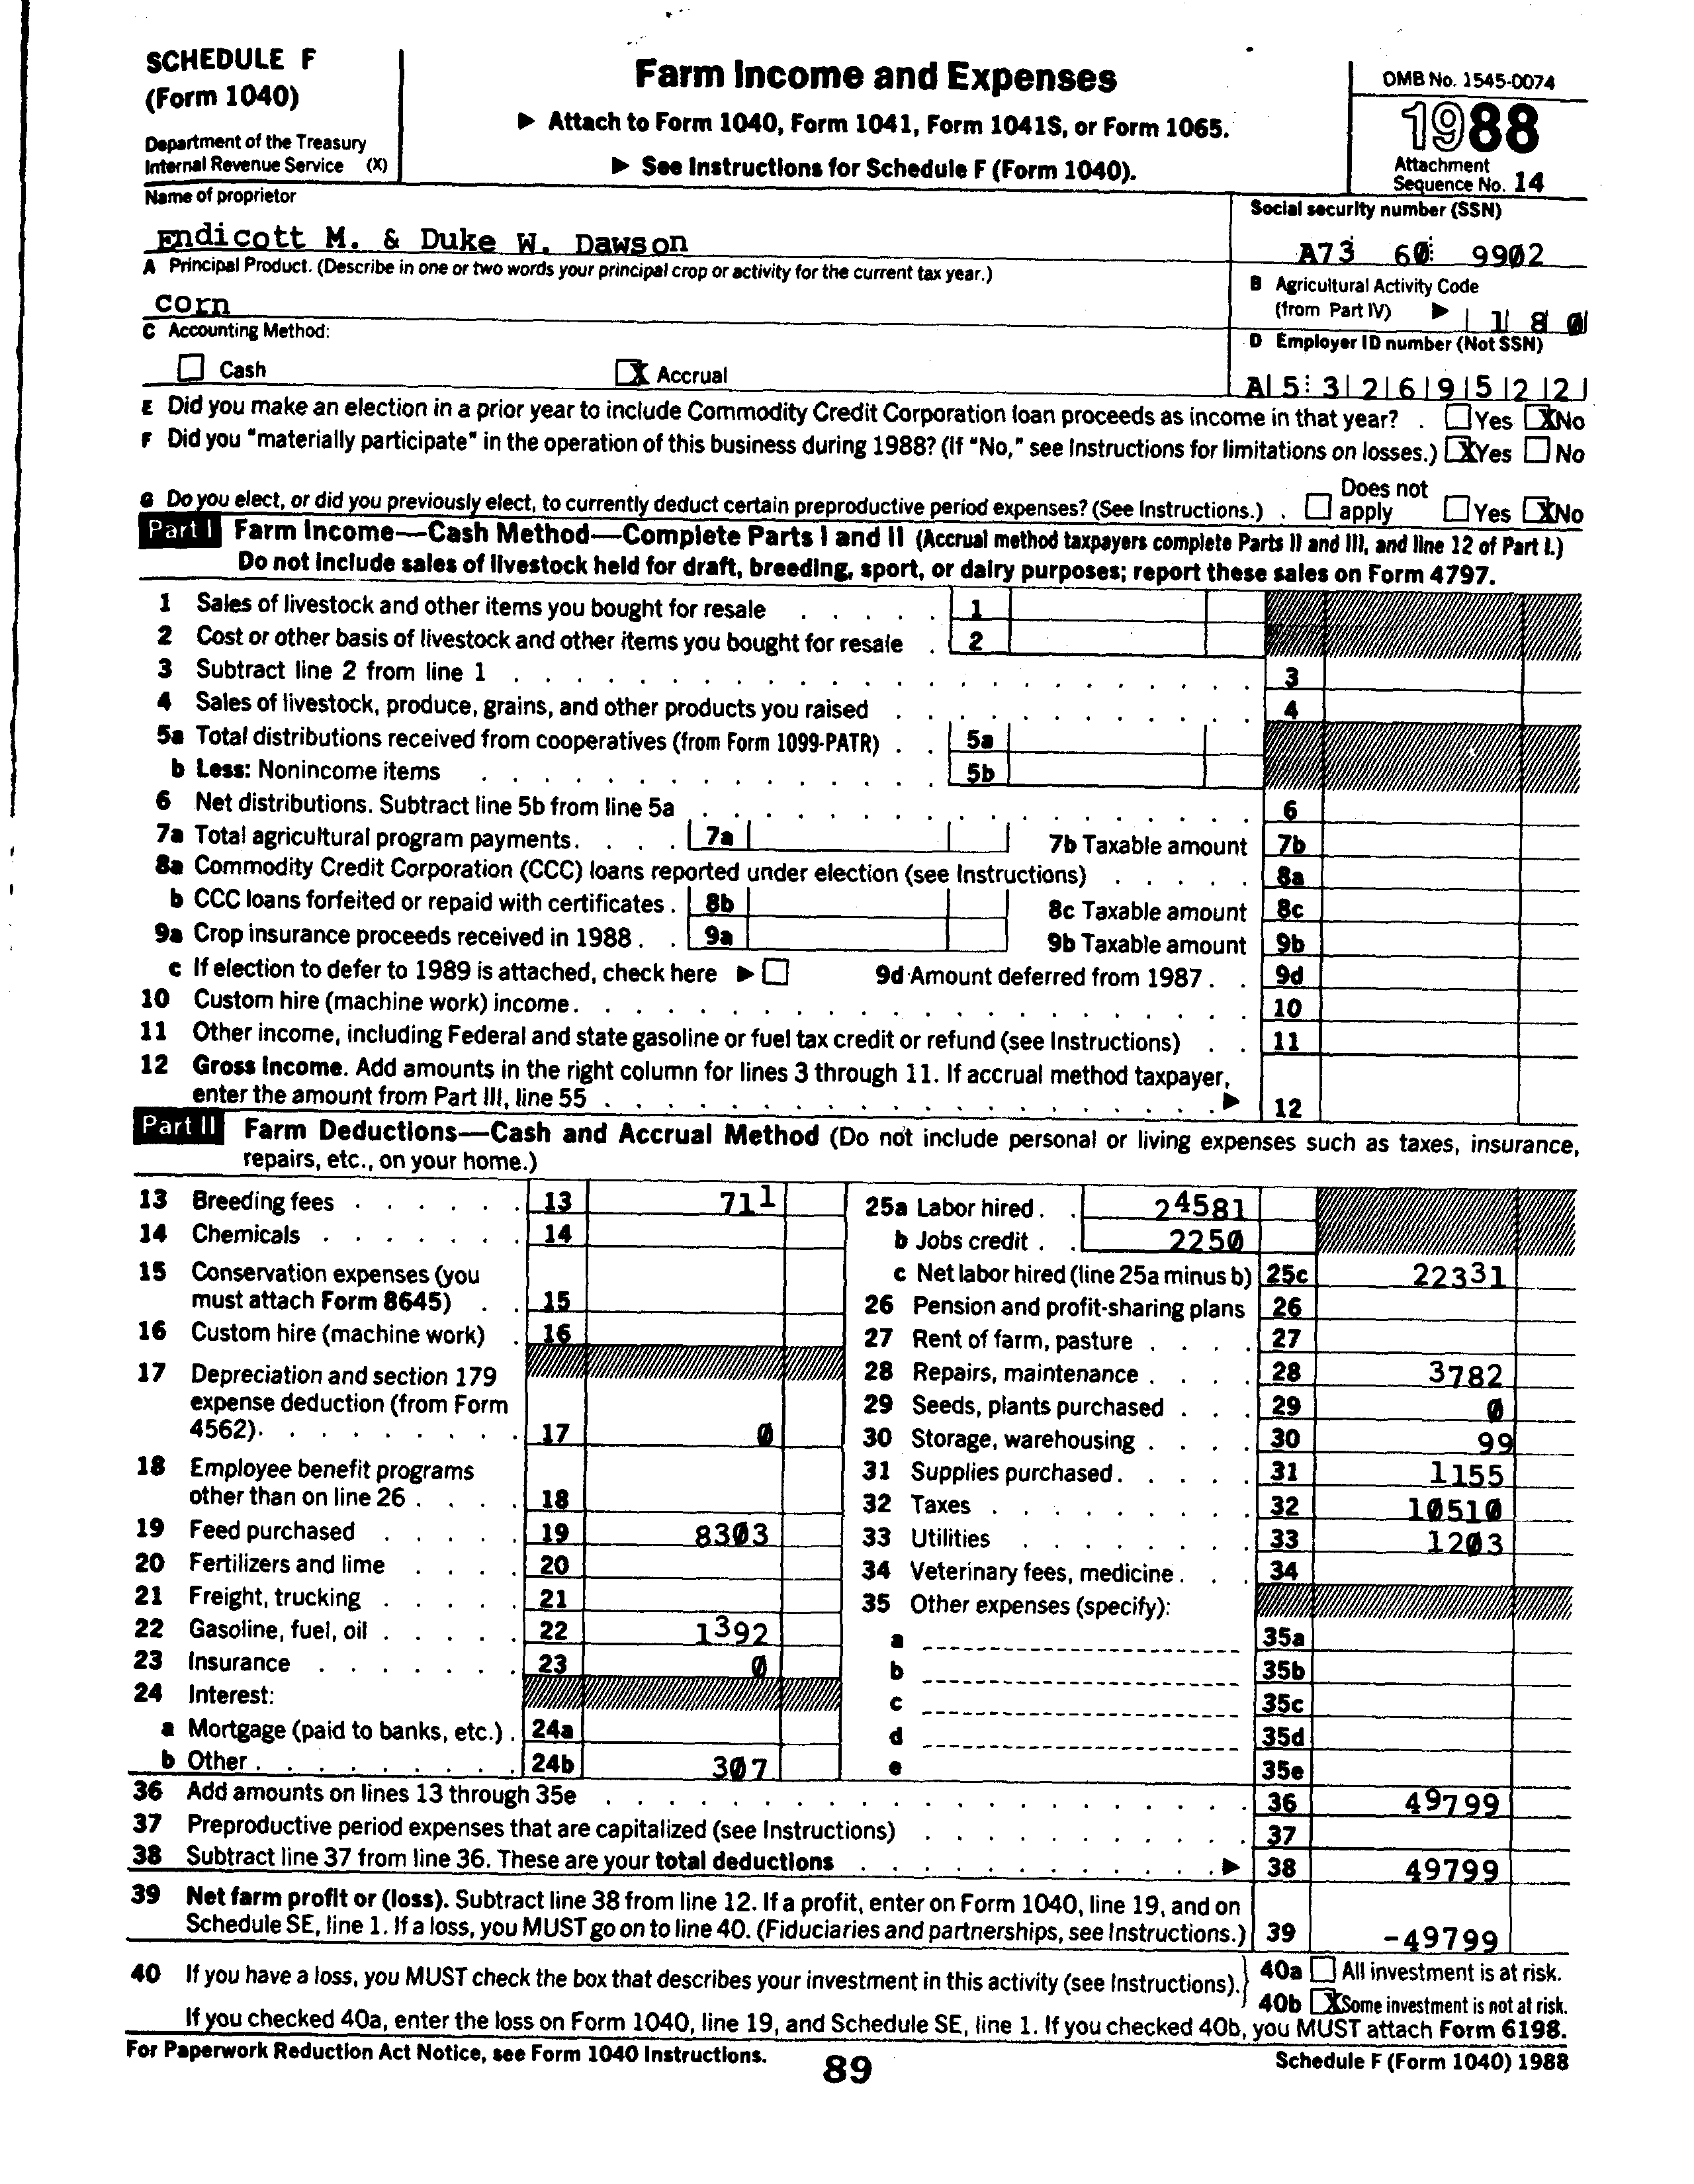 SCHEDULE F
(Form 1040)
Department of the Treasury
Internal Revenue Service (X)
Farm Income and Expenses
▶ Attach to Form 1040, Form 1041, Form 1041S, or Form 1065.
▶ See Instructions for Schedule F (Form 1040).
OMB No. 1545-0074
1988
Attachment
Sequence No. 14
Name of proprietor
Endicott M. & Duke W. Dawson
Social security number (SSN)
A73 60 9902
A Principal Product. (Describe in one or two words your principal crop or activity for the current tax year.)
corn
B Agricultural Activity Code
(from Part IV) ▶ 1 8 0
C Accounting Method:
Cash X Accrual
D Employer ID number (Not SSN)
A 5 3 2 6 9 5 2 2
E Did you make an election in a prior year to include Commodity Credit Corporation loan proceeds as income in that year? . Yes X No
F Did you "materially participate" in the operation of this business during 1988? (If "No," see Instructions for limitations on losses.) X Yes No
G Do you elect, or did you previously elect, to currently deduct certain preproductive period expenses? (See Instructions.) . Does not apply Yes X No
Part I Farm Income—Cash Method—Complete Parts I and II (Accrual method taxpayers complete Parts II and III, and line 12 of Part I.)
Do not include sales of livestock held for draft, breeding, sport, or dairy purposes; report these sales on Form 4797.
1 Sales of livestock and other items you bought for resale . . . . . 1
2 Cost or other basis of livestock and other items you bought for resale . 2
3 Subtract line 2 from line 1 . . . . . 3
4 Sales of livestock, produce, grains, and other products you raised . . . . . 4
5a Total distributions received from cooperatives (from Form 1099-PATR) . . 5a
b Less: Nonincome items . . . . . 5b
6 Net distributions. Subtract line 5b from line 5a . . . . . 6
7a Total agricultural program payments. . . . . 7a 7b Taxable amount 7b
8a Commodity Credit Corporation (CCC) loans reported under election (see Instructions) . . . . . 8a
b CCC loans forfeited or repaid with certificates . 8b 8c Taxable amount 8c
9a Crop insurance proceeds received in 1988 . . 9a 9b Taxable amount 9b
c If election to defer to 1989 is attached, check here ▶ 9d Amount deferred from 1987 . . 9d
10 Custom hire (machine work) income. . . . . 10
11 Other income, including Federal and state gasoline or fuel tax credit or refund (see Instructions) . . 11
12 Gross Income. Add amounts in the right column for lines 3 through 11. If accrual method taxpayer,
enter the amount from Part III, line 55 . . . . . ▶ 12
Part II Farm Deductions—Cash and Accrual Method (Do not include personal or living expenses such as taxes, insurance,
repairs, etc., on your home.)
13 Breeding fees . . . . . . 13 711
14 Chemicals . . . . . . . 14
15 Conservation expenses (you
must attach Form 8645) . . 15
16 Custom hire (machine work) . 16
17 Depreciation and section 179
expense deduction (from Form
4562). . . . . . . . . 17 0
18 Employee benefit programs
other than on line 26 . . . . 18
19 Feed purchased . . . . . 19 8303
20 Fertilizers and lime . . . . 20
21 Freight, trucking . . . . . 21
22 Gasoline, fuel, oil . . . . . 22 1392
23 Insurance . . . . . . . 23 0
24 Interest:
a Mortgage (paid to banks, etc.) . 24a
b Other . . . . . . . . . 24b 307
25a Labor hired . . 24581
b Jobs credit . . 2250
c Net labor hired (line 25a minus b) 25c 22331
26 Pension and profit-sharing plans 26
27 Rent of farm, pasture . . . . 27
28 Repairs, maintenance . . . . 28 3782
29 Seeds, plants purchased . . . 29 0
30 Storage, warehousing . . . . 30 99
31 Supplies purchased . . . . . 31 1155
32 Taxes . . . . . . . . 32 10510
33 Utilities . . . . . . . . 33 1203
34 Veterinary fees, medicine . . . 34
35 Other expenses (specify):
a 35a
b 35b
c 35c
d 35d
e 35e
36 Add amounts on lines 13 through 35e . . . . . 36 49799
37 Preproductive period expenses that are capitalized (see Instructions) . . . . . 37
38 Subtract line 37 from line 36. These are your total deductions . . . . . ▶ 38 49799
39 Net farm profit or (loss). Subtract line 38 from line 12. If a profit, enter on Form 1040, line 19, and on
Schedule SE, line 1. If a loss, you MUST go on to line 40. (Fiduciaries and partnerships, see Instructions.) 39 -49799
40 If you have a loss, you MUST check the box that describes your investment in this activity (see Instructions). 40a All investment is at risk.
40b X Some investment is not at risk.
If you checked 40a, enter the loss on Form 1040, line 19, and Schedule SE, line 1. If you checked 40b, you MUST attach Form 6198.
For Paperwork Reduction Act Notice, see Form 1040 Instructions.
89
Schedule F (Form 1040) 1988